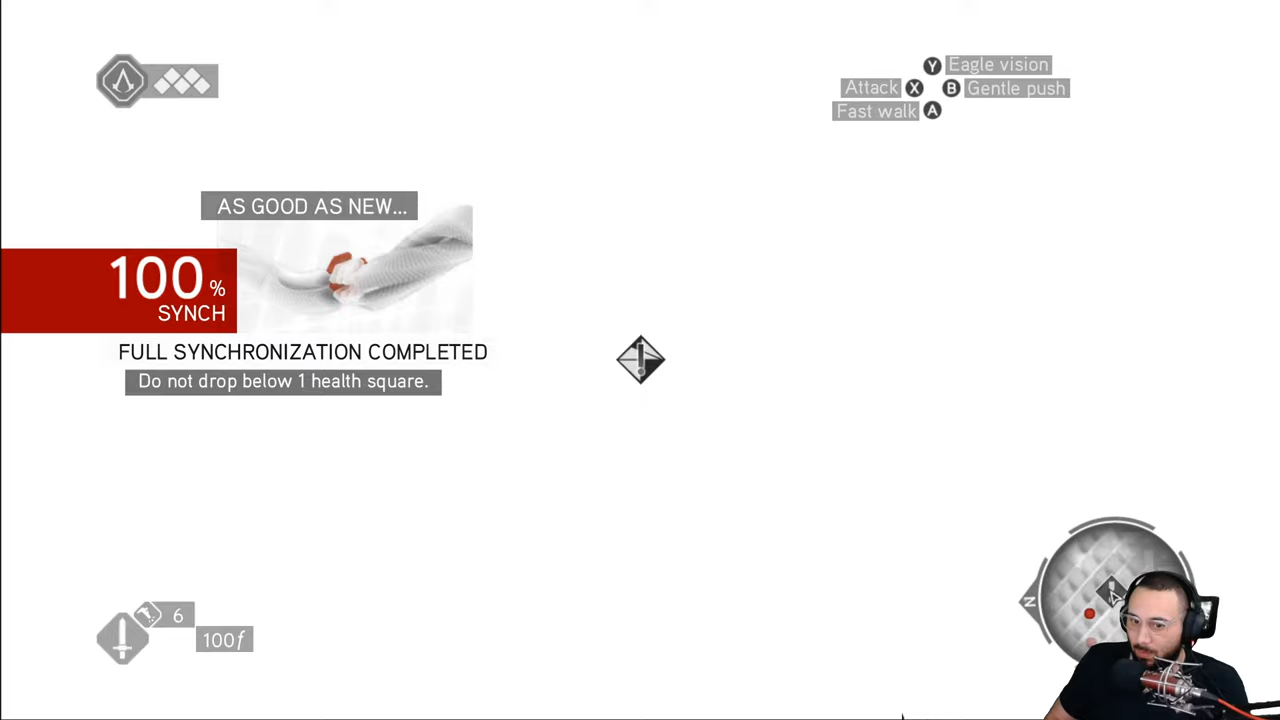 Y Eagle vision
Attack X B Gentle push
Fast walk A
AS GOOD AS NEW...
100 %
SYNCH
FULL SYNCHRONIZATION COMPLETED
Do not drop below 1 health square.
6
100ƒ
N